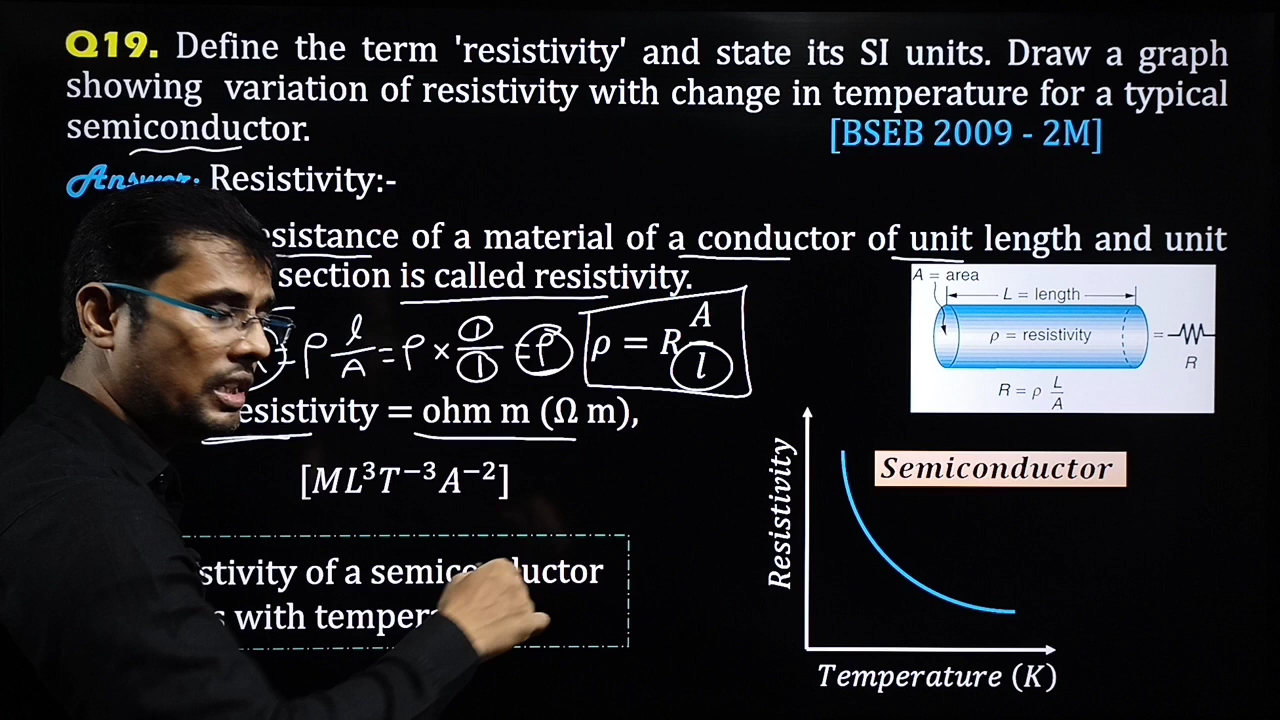 Q19. Define the term 'resistivity' and state its SI units. Draw a graph
showing variation of resistivity with change in temperature for a typical
semiconductor.
[BSEB 2009 - 2M]
Answer: Resistivity:-
esistance of a material of a conductor of unit length and unit
section is called resistivity.
= ρ l/A = ρ × 1/1 = ρ
ρ = R A/l
esistivity = ohm m (Ω m),
[ML³T⁻³A⁻²]
stivity of a semic uctor
s with tempera
A = area
L = length
ρ = resistivity
= R
R = ρ L/A
Semiconductor
Resistivity
Temperature (K)